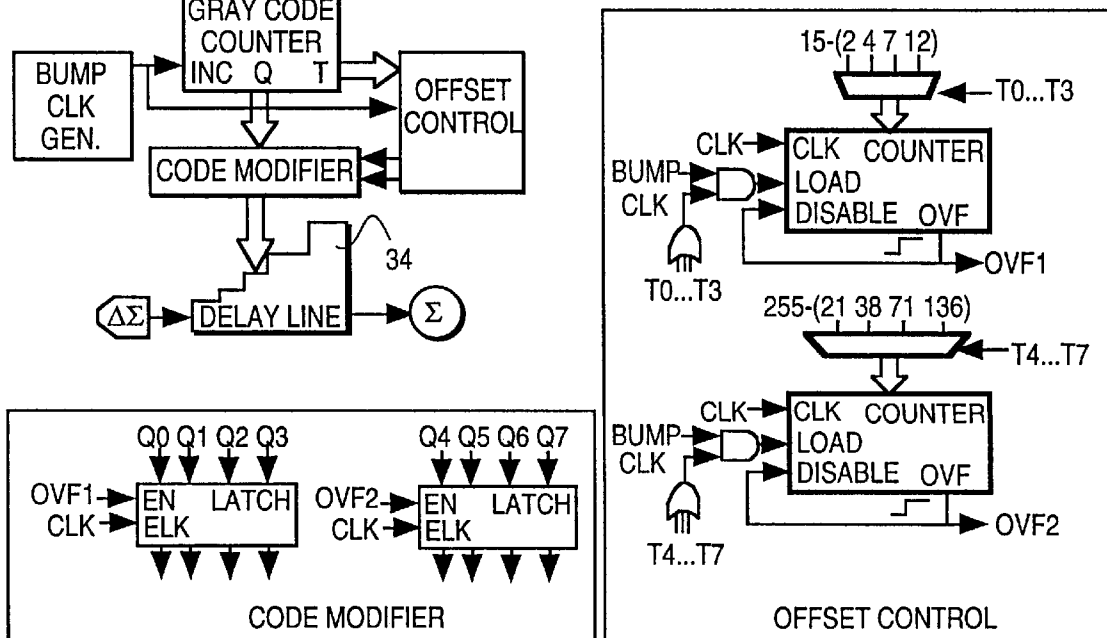 GRAY CODE
COUNTER
INC Q T
BUMP
CLK
GEN.
OFFSET
CONTROL
CODE MODIFIER
34
ΔΣ
DELAY LINE
Σ
Q0 Q1 Q2 Q3
OVF1
CLK
EN LATCH
ELK
Q4 Q5 Q6 Q7
OVF2
CLK
EN LATCH
ELK
CODE MODIFIER
15-(2 4 7 12)
T0...T3
CLK
CLK COUNTER
BUMP
CLK
LOAD
DISABLE OVF
T0...T3
OVF1
255-(21 38 71 136)
T4...T7
CLK
CLK COUNTER
BUMP
CLK
LOAD
DISABLE OVF
T4...T7
OVF2
OFFSET CONTROL